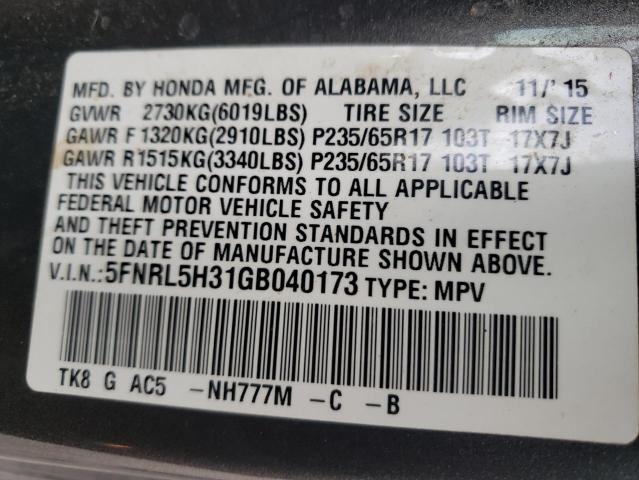 MFD. BY HONDA MFG. OF ALABAMA, LLC 11/'15
GVWR 2730KG(6019LBS) TIRE SIZE RIM SIZE
GAWR F1320KG(2910LBS) P235/65R17 103T 17X7J
GAWR R1515KG(3340LBS) P235/65R17 103T 17X7J
THIS VEHICLE CONFORMS TO ALL APPLICABLE
FEDERAL MOTOR VEHICLE SAFETY
AND THEFT PREVENTION STANDARDS IN EFFECT
ON THE DATE OF MANUFACTURE SHOWN ABOVE.
V.I.N.:5FNRL5H31GB040173 TYPE: MPV
TK8 G AC5 -NH777M -C -B